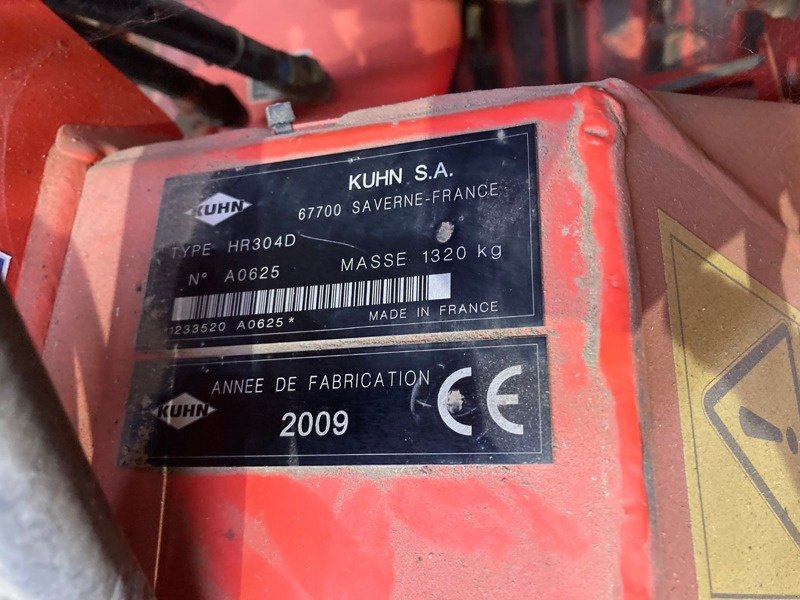 KUHN
KUHN S.A.
67700 SAVERNE-FRANCE
TYPE HR304D
N° A0625 MASSE 1320 kg
MADE IN FRANCE
1233520 A0625*
KUHN
ANNEE DE FABRICATION
2009
CE